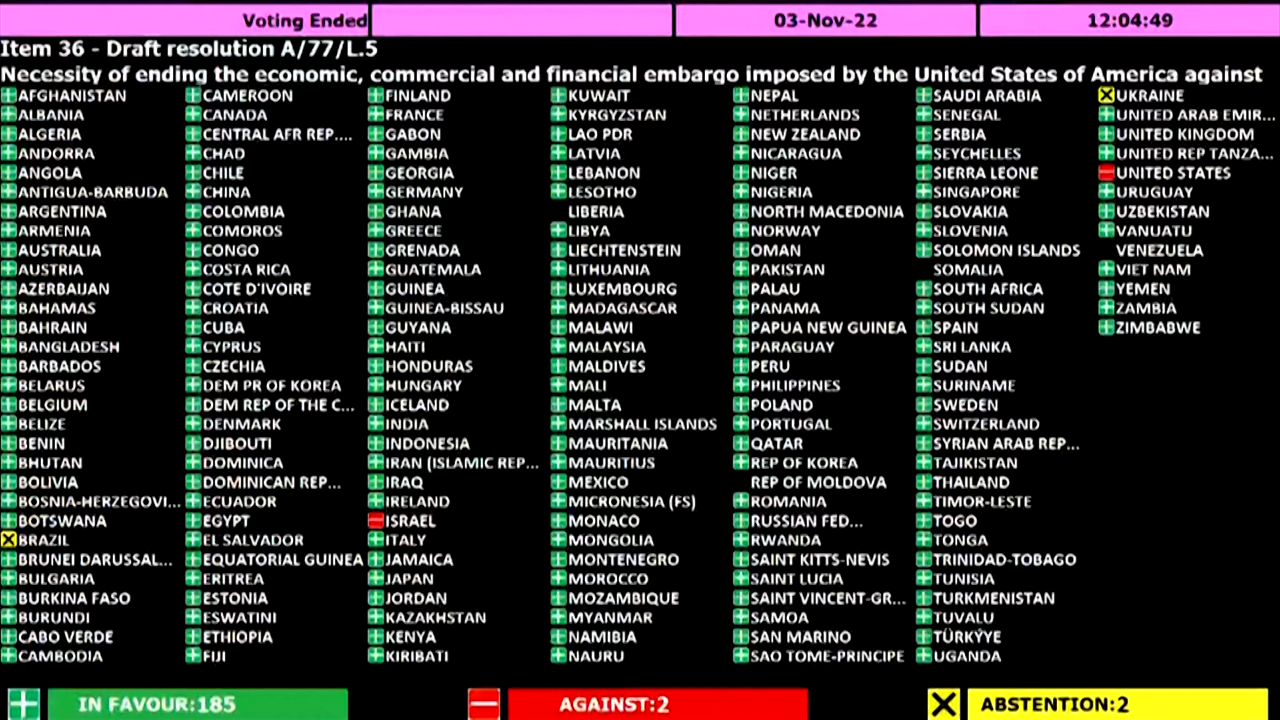 Voting Ended 03-Nov-22 12:04:49
Item 36 - Draft resolution A/77/L.5
Necessity of ending the economic, commercial and financial embargo imposed by the United States of America against
AFGHANISTAN
ALBANIA
ALGERIA
ANDORRA
ANGOLA
ANTIGUA-BARBUDA
ARGENTINA
ARMENIA
AUSTRALIA
AUSTRIA
AZERBAIJAN
BAHAMAS
BAHRAIN
BANGLADESH
BARBADOS
BELARUS
BELGIUM
BELIZE
BENIN
BHUTAN
BOLIVIA
BOSNIA-HERZEGOVI...
BOTSWANA
BRAZIL
BRUNEI DARUSSAL...
BULGARIA
BURKINA FASO
BURUNDI
CABO VERDE
CAMBODIA
CAMEROON
CANADA
CENTRAL AFR REP....
CHAD
CHILE
CHINA
COLOMBIA
COMOROS
CONGO
COSTA RICA
COTE D'IVOIRE
CROATIA
CUBA
CYPRUS
CZECHIA
DEM PR OF KOREA
DEM REP OF THE C...
DENMARK
DJIBOUTI
DOMINICA
DOMINICAN REP...
ECUADOR
EGYPT
EL SALVADOR
EQUATORIAL GUINEA
ERITREA
ESTONIA
ESWATINI
ETHIOPIA
FIJI
FINLAND
FRANCE
GABON
GAMBIA
GEORGIA
GERMANY
GHANA
GREECE
GRENADA
GUATEMALA
GUINEA
GUINEA-BISSAU
GUYANA
HAITI
HONDURAS
HUNGARY
ICELAND
INDIA
INDONESIA
IRAN (ISLAMIC REP...
IRAQ
IRELAND
ISRAEL
ITALY
JAMAICA
JAPAN
JORDAN
KAZAKHSTAN
KENYA
KIRIBATI
KUWAIT
KYRGYZSTAN
LAO PDR
LATVIA
LEBANON
LESOTHO
LIBERIA
LIBYA
LIECHTENSTEIN
LITHUANIA
LUXEMBOURG
MADAGASCAR
MALAWI
MALAYSIA
MALDIVES
MALI
MALTA
MARSHALL ISLANDS
MAURITANIA
MAURITIUS
MEXICO
MICRONESIA (FS)
MONACO
MONGOLIA
MONTENEGRO
MOROCCO
MOZAMBIQUE
MYANMAR
NAMIBIA
NAURU
NEPAL
NETHERLANDS
NEW ZEALAND
NICARAGUA
NIGER
NIGERIA
NORTH MACEDONIA
NORWAY
OMAN
PAKISTAN
PALAU
PANAMA
PAPUA NEW GUINEA
PARAGUAY
PERU
PHILIPPINES
POLAND
PORTUGAL
QATAR
REP OF KOREA
REP OF MOLDOVA
ROMANIA
RUSSIAN FED...
RWANDA
SAINT KITTS-NEVIS
SAINT LUCIA
SAINT VINCENT-GR...
SAMOA
SAN MARINO
SAO TOME-PRINCIPE
SAUDI ARABIA
SENEGAL
SERBIA
SEYCHELLES
SIERRA LEONE
SINGAPORE
SLOVAKIA
SLOVENIA
SOLOMON ISLANDS
SOMALIA
SOUTH AFRICA
SOUTH SUDAN
SPAIN
SRI LANKA
SUDAN
SURINAME
SWEDEN
SWITZERLAND
SYRIAN ARAB REP...
TAJIKISTAN
THAILAND
TIMOR-LESTE
TOGO
TONGA
TRINIDAD-TOBAGO
TUNISIA
TURKMENISTAN
TUVALU
TÜRKÝYE
UGANDA
UKRAINE
UNITED ARAB EMIR...
UNITED KINGDOM
UNITED REP TANZA...
UNITED STATES
URUGUAY
UZBEKISTAN
VANUATU
VENEZUELA
VIET NAM
YEMEN
ZAMBIA
ZIMBABWE
IN FAVOUR:185 AGAINST:2 ABSTENTION:2